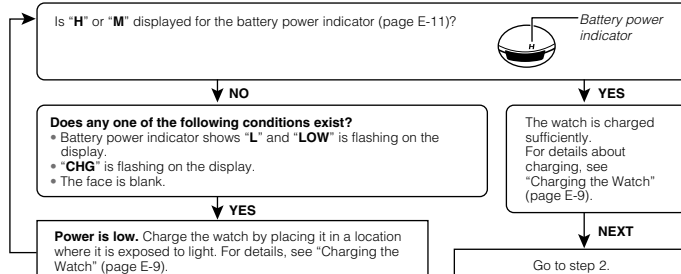 Is “H” or “M” displayed for the battery power indicator (page E-11)?
Battery power
indicator
H
NO
YES
Does any one of the following conditions exist?
• Battery power indicator shows “L” and “LOW” is flashing on the
display.
• “CHG” is flashing on the display.
• The face is blank.
The watch is charged
sufficiently.
For details about
charging, see
“Charging the Watch”
(page E-9).
YES
NEXT
Power is low. Charge the watch by placing it in a location
where it is exposed to light. For details, see “Charging the
Watch” (page E-9).
Go to step 2.